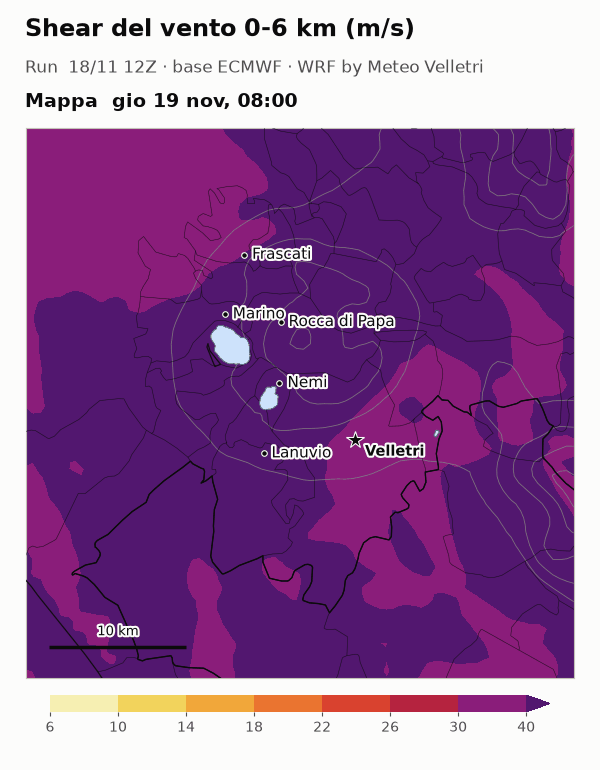 Shear del vento 0-6 km (m/s)
Run  18/11 12Z · base ECMWF · WRF by Meteo Velletri
Mappa  gio 19 nov, 08:00
Frascati
Marino
Rocca di Papa
Nemi
Velletri
Lanuvio
10 km
6 10 14 18 22 26 30 40